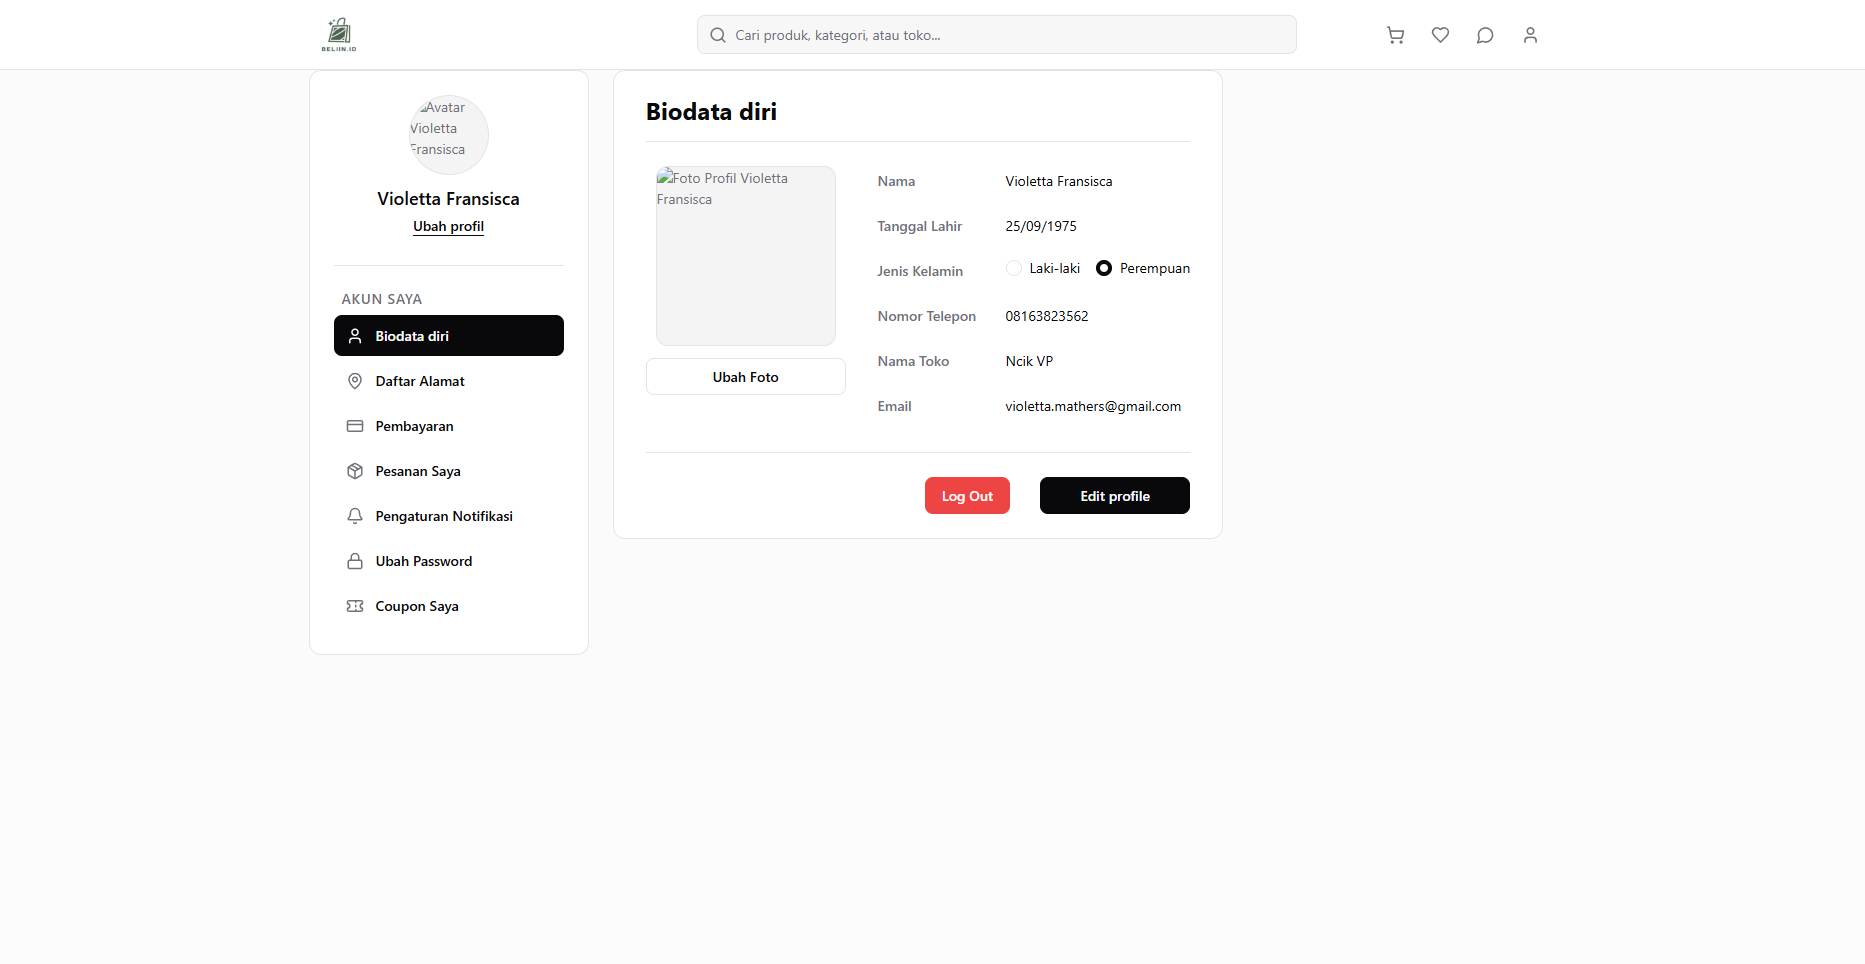 BELIIN.ID
Cari produk, kategori, atau toko...
Avatar
Violetta
Fransisca
Violetta Fransisca
Ubah profil
AKUN SAYA
Biodata diri
Daftar Alamat
Pembayaran
Pesanan Saya
Pengaturan Notifikasi
Ubah Password
Coupon Saya
Biodata diri
Foto Profil Violetta
Fransisca
Ubah Foto
Nama Violetta Fransisca
Tanggal Lahir 25/09/1975
Jenis Kelamin Laki-laki Perempuan
Nomor Telepon 08163823562
Nama Toko Ncik VP
Email violetta.mathers@gmail.com
Log Out Edit profile